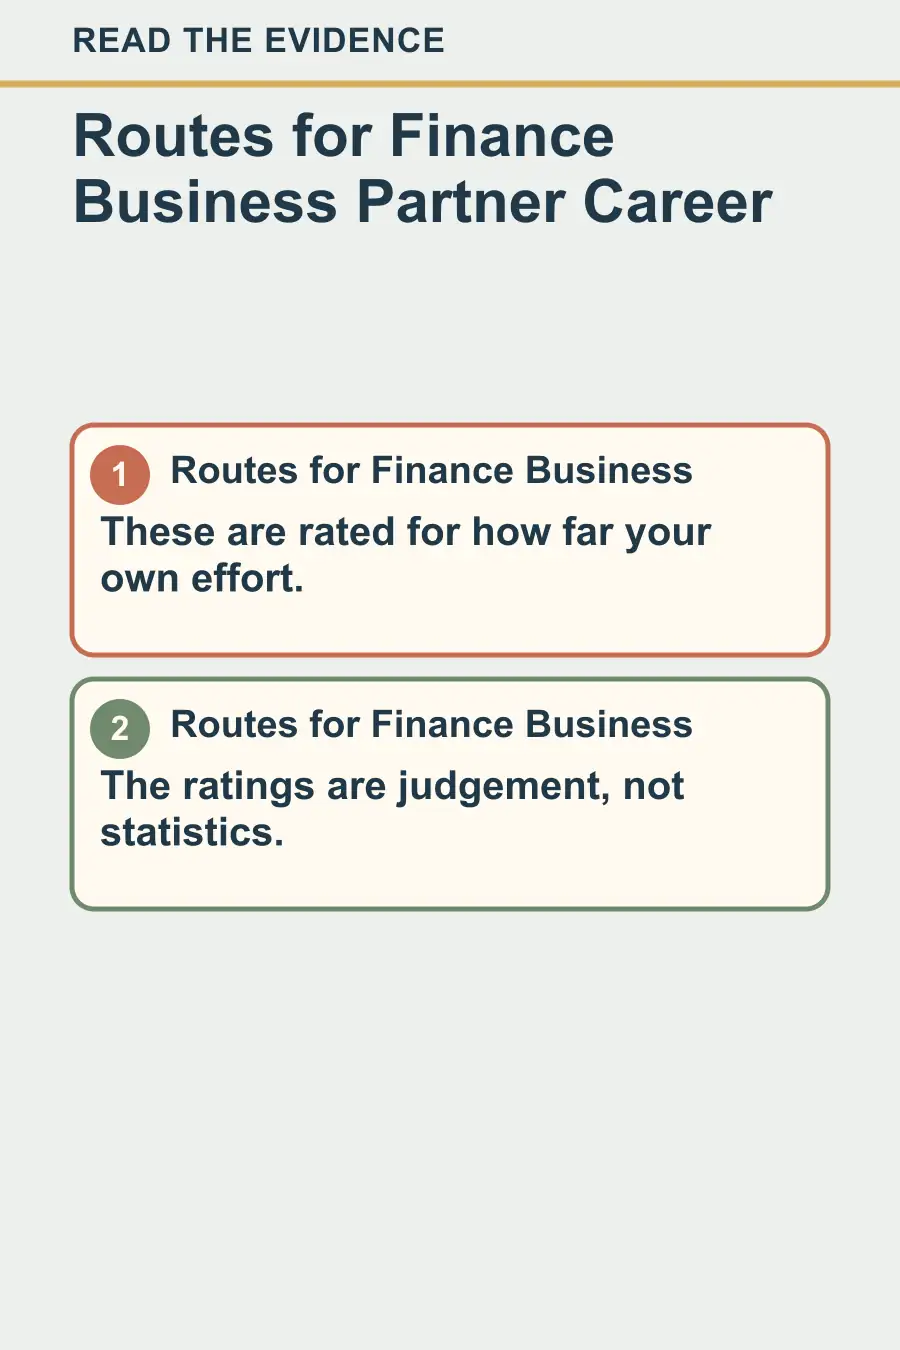 READ THE EVIDENCE
Routes for Finance
Business Partner Career
1 Routes for Finance Business
These are rated for how far your
own effort.
2 Routes for Finance Business
The ratings are judgement, not
statistics.